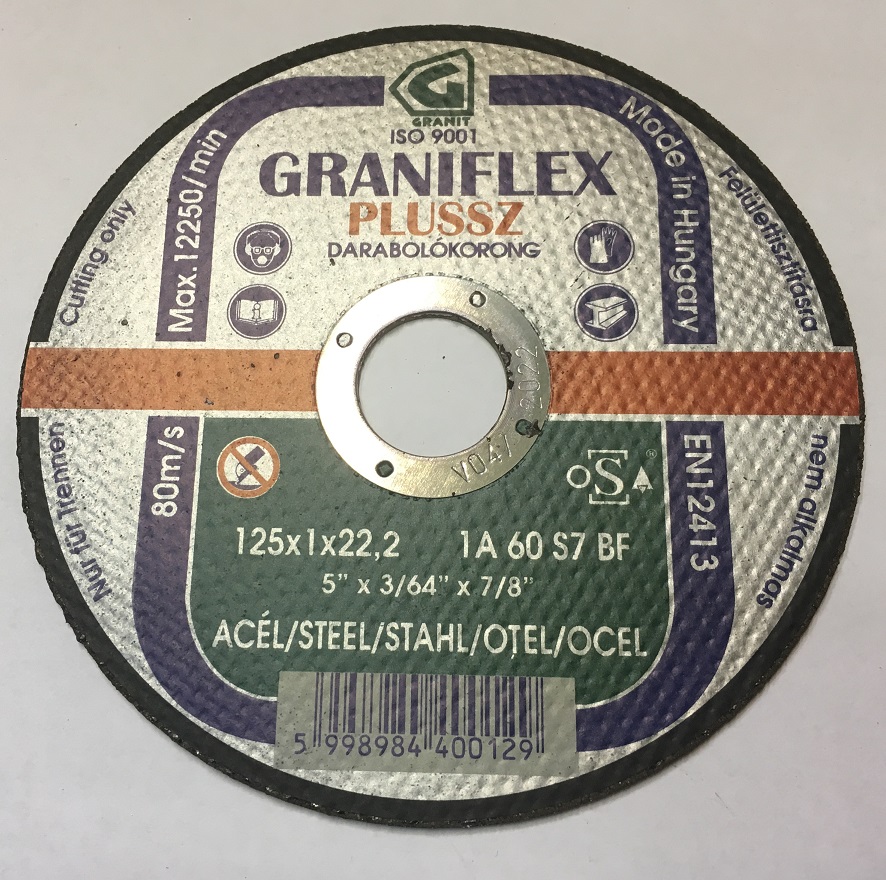 G
GRANIT
ISO 9001
GRANIFLEX
PLUSSZ
DARABOLÓKORONG
Cutting only
Max.12250/min
Made in Hungary
Felülettisztításra
V04/2022
Nur für Trennen
80m/s
oSA
®
EN12413
nem alkalmas
125x1x22,2 1A 60 S7 BF
5” x 3/64” x 7/8”
ACÉL/STEEL/STAHL/OȚEL/OCEL
5 998984 400129